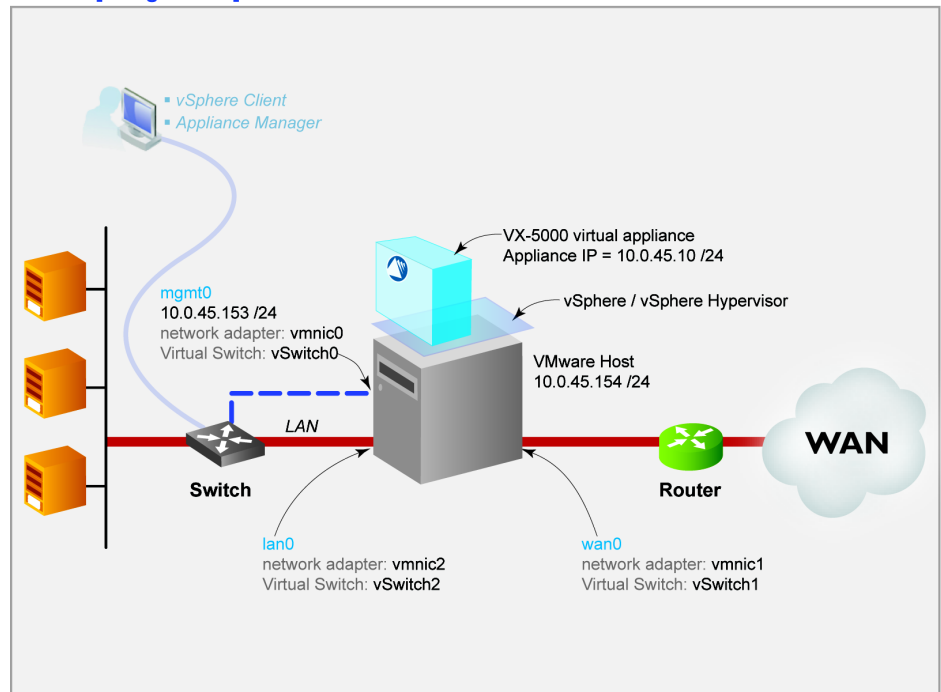 ▪ vSphere Client
▪ Appliance Manager
VX-5000 virtual appliance
Appliance IP = 10.0.45.10 /24
vSphere / vSphere Hypervisor
mgmt0
10.0.45.153 /24
network adapter: vmnic0
Virtual Switch: vSwitch0
VMware Host
10.0.45.154 /24
LAN
WAN
Switch
Router
lan0
network adapter: vmnic2
Virtual Switch: vSwitch2
wan0
network adapter: vmnic1
Virtual Switch: vSwitch1